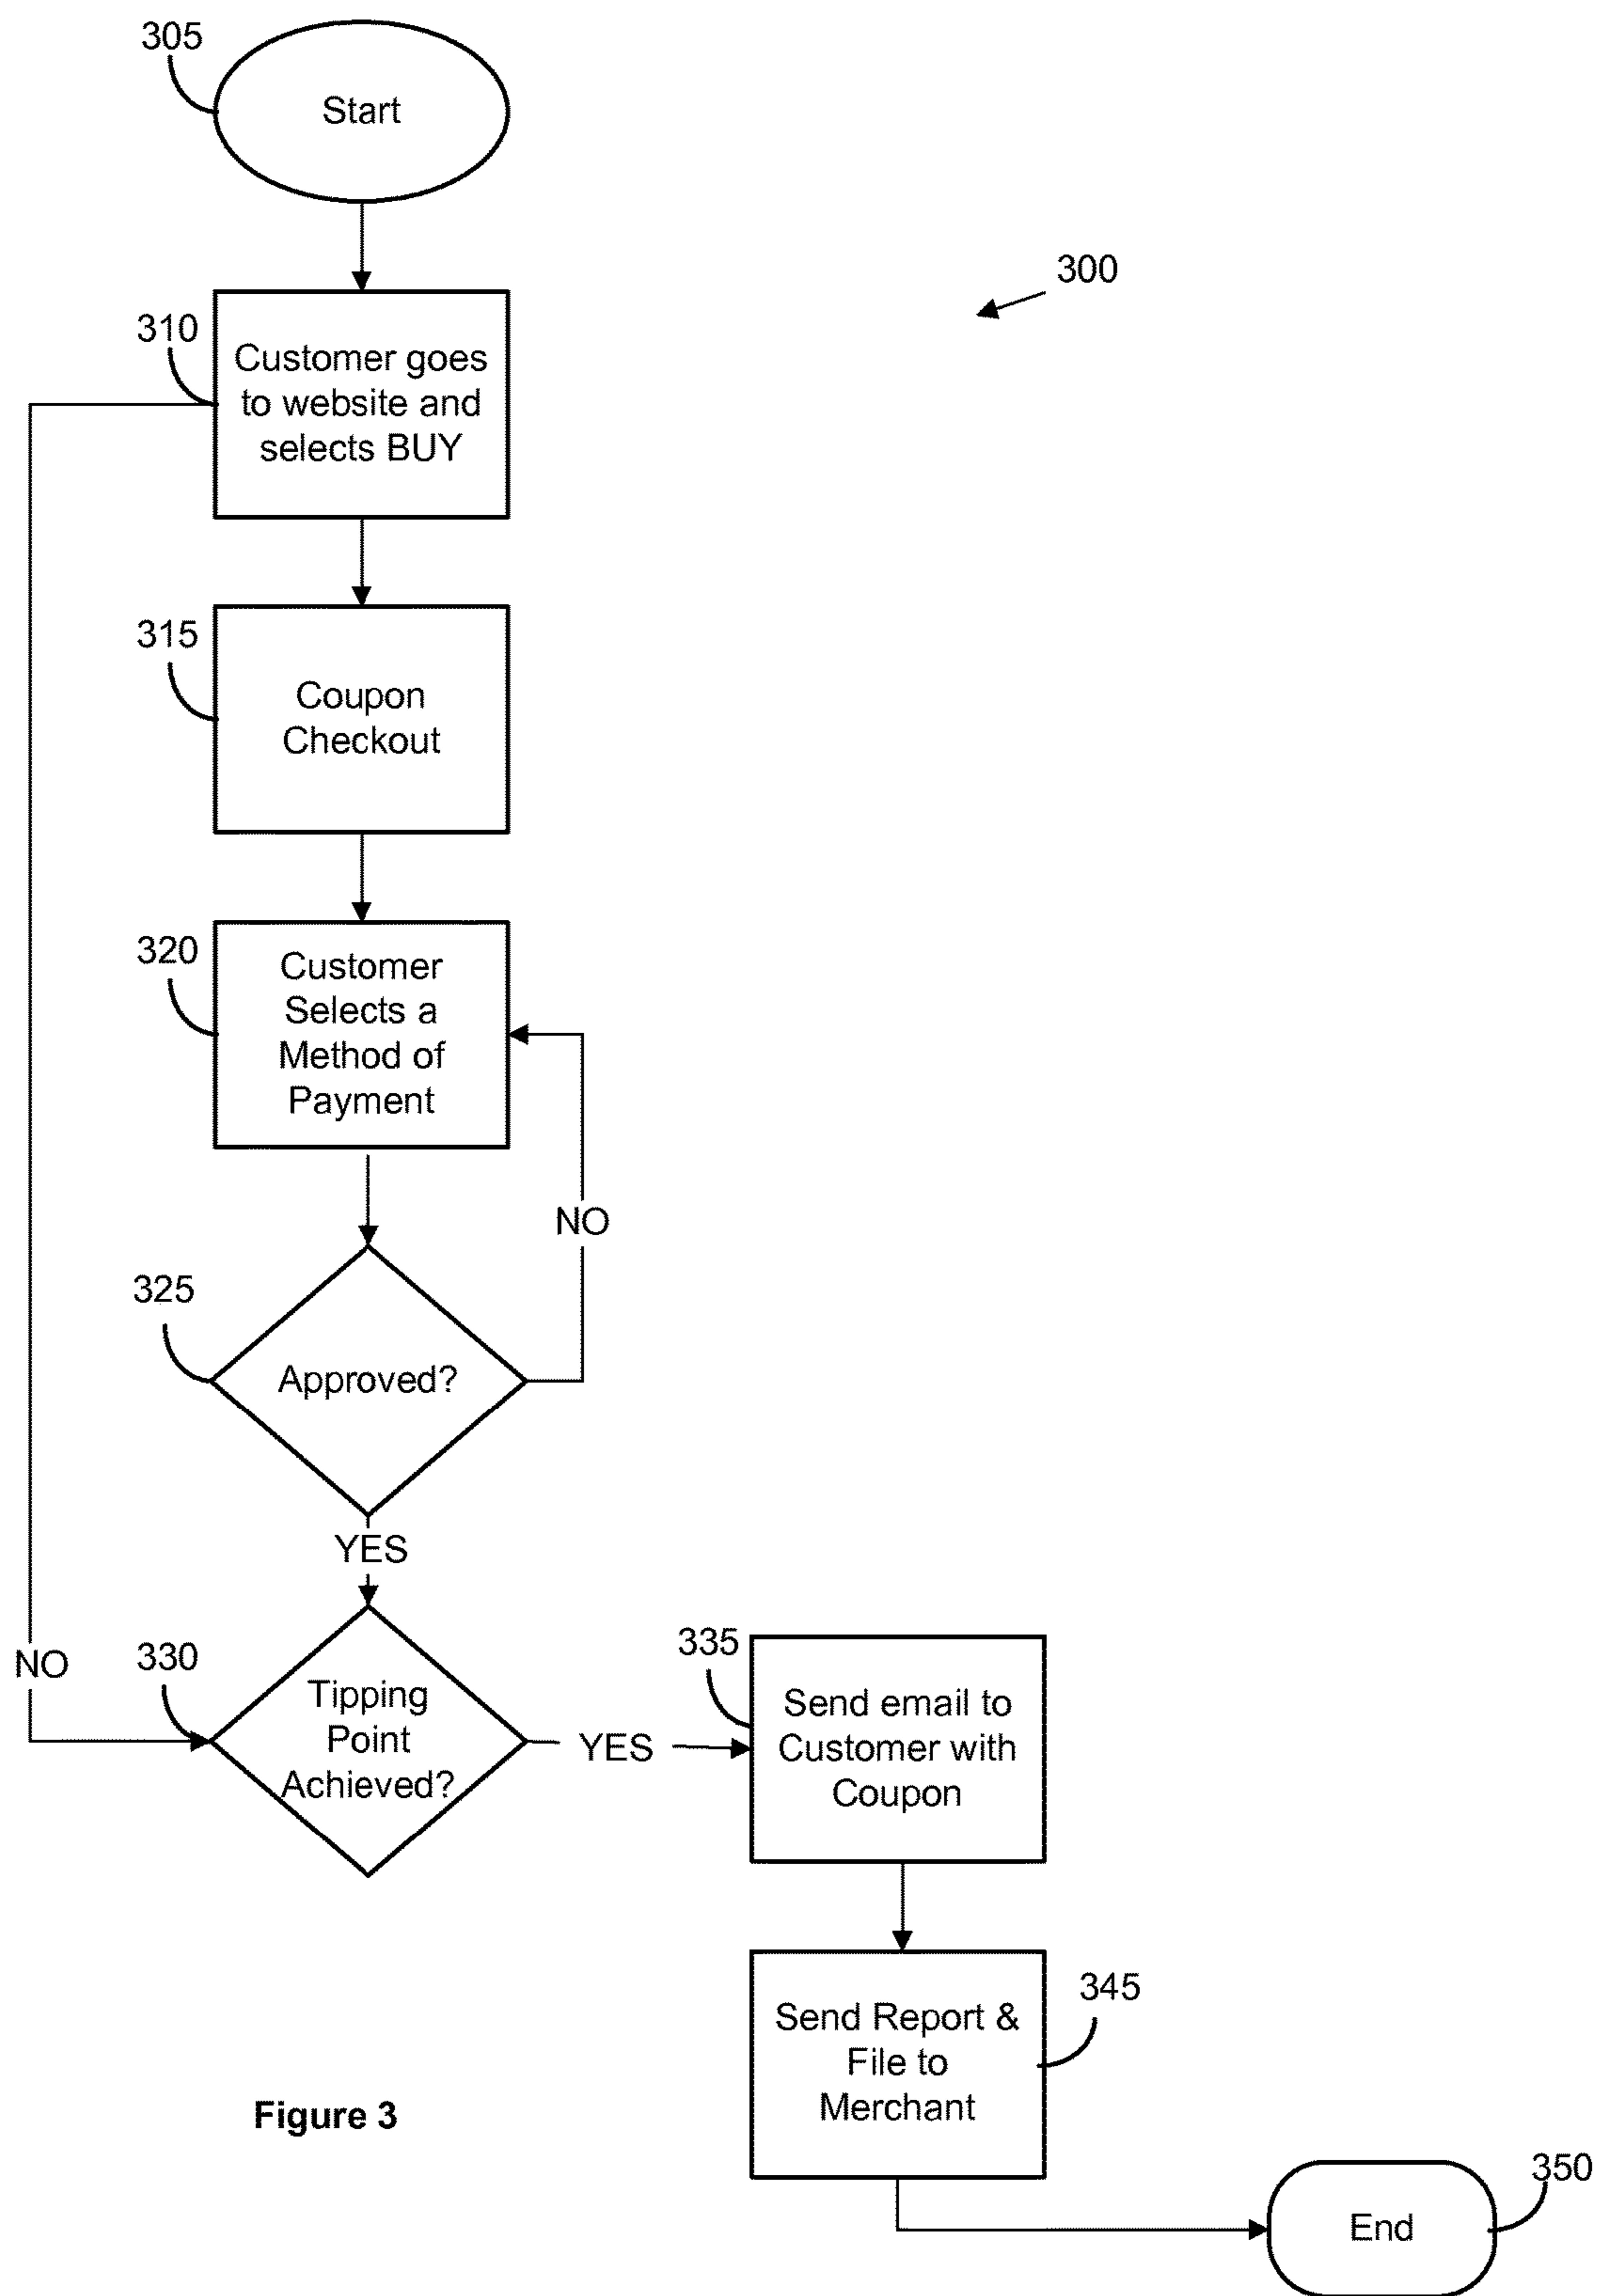 305
Start
300
310
Customer goes
to website and
selects BUY
315
Coupon
Checkout
320
Customer
Selects a
Method of
Payment
NO
325
Approved?
YES
NO
330
Tipping
Point
Achieved?
YES
335
Send email to
Customer with
Coupon
345
Send Report &
File to
Merchant
Figure 3
350
End